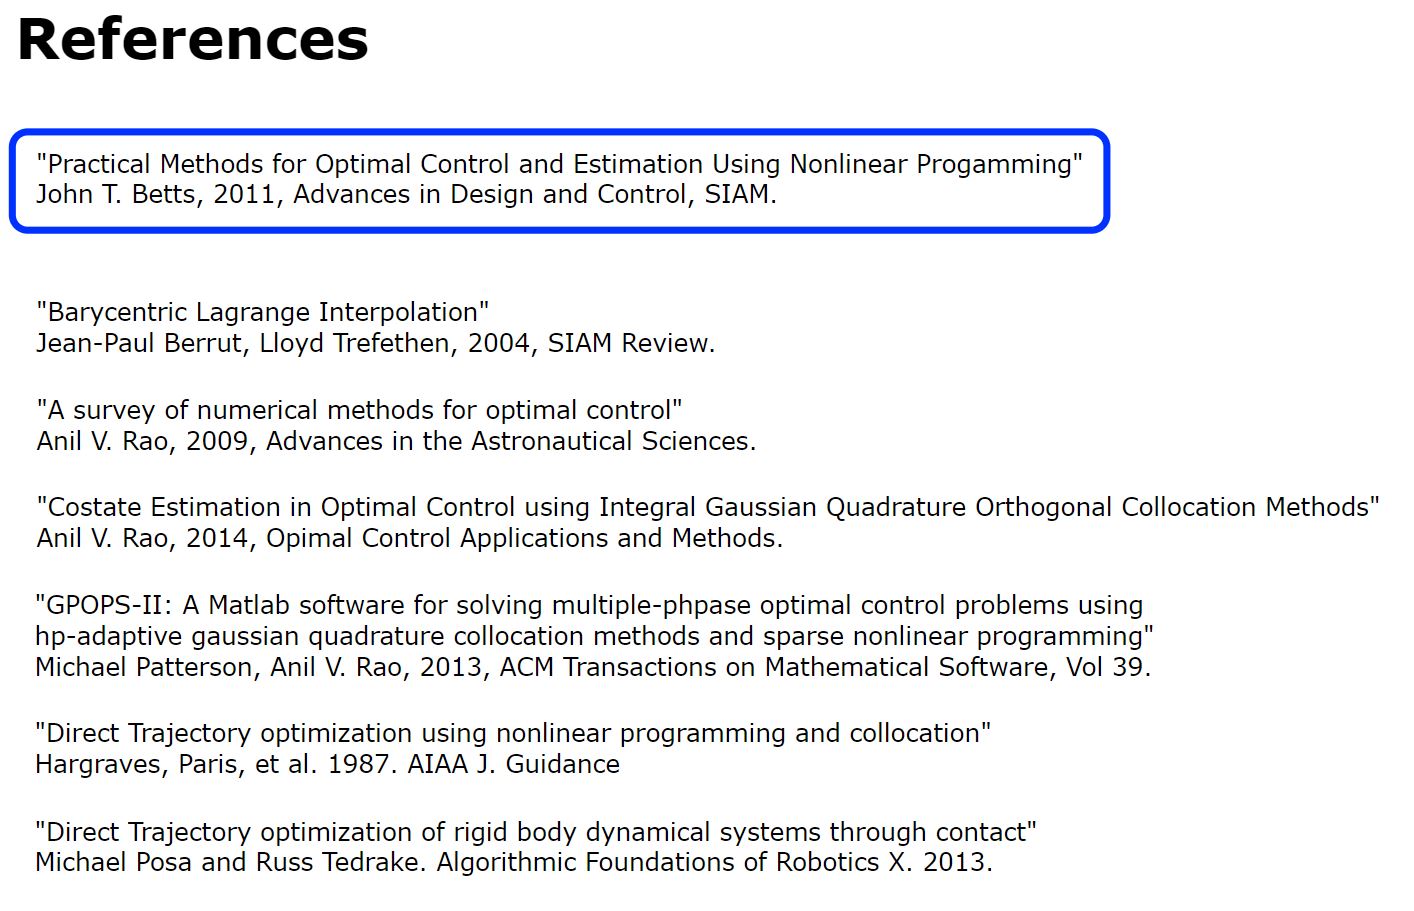 References
"Practical Methods for Optimal Control and Estimation Using Nonlinear Progamming"
John T. Betts, 2011, Advances in Design and Control, SIAM.
"Barycentric Lagrange Interpolation"
Jean-Paul Berrut, Lloyd Trefethen, 2004, SIAM Review.
"A survey of numerical methods for optimal control"
Anil V. Rao, 2009, Advances in the Astronautical Sciences.
"Costate Estimation in Optimal Control using Integral Gaussian Quadrature Orthogonal Collocation Methods"
Anil V. Rao, 2014, Opimal Control Applications and Methods.
"GPOPS-II: A Matlab software for solving multiple-phpase optimal control problems using
hp-adaptive gaussian quadrature collocation methods and sparse nonlinear programming"
Michael Patterson, Anil V. Rao, 2013, ACM Transactions on Mathematical Software, Vol 39.
"Direct Trajectory optimization using nonlinear programming and collocation"
Hargraves, Paris, et al. 1987. AIAA J. Guidance
"Direct Trajectory optimization of rigid body dynamical systems through contact"
Michael Posa and Russ Tedrake. Algorithmic Foundations of Robotics X. 2013.